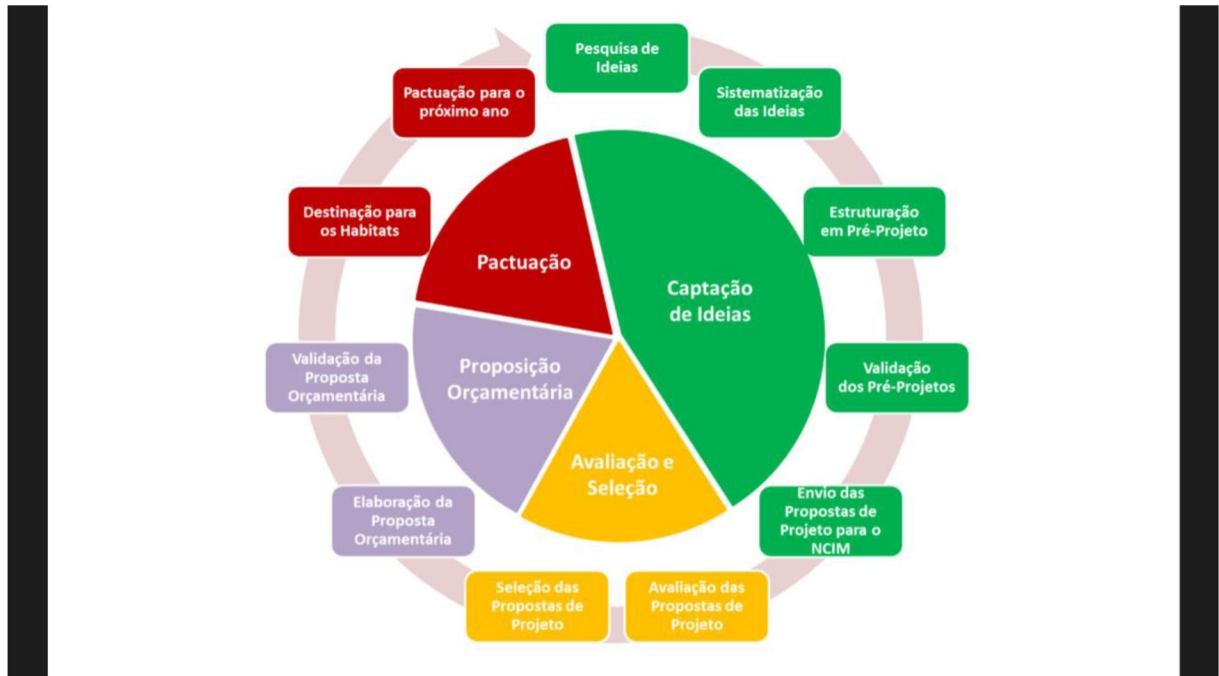 Pesquisa de
Ideias
Sistematização
das Ideias
Estruturação
em Pré-Projeto
Validação
dos Pré-Projetos
Envio das
Propostas de
Projeto para o
NCIM
Avaliação das
Propostas de
Projeto
Seleção das
Propostas de
Projeto
Elaboração da
Proposta
Orçamentária
Validação da
Proposta
Orçamentária
Destinação para
os Habitats
Pactuação para o
próximo ano
Captação
de Ideias
Avaliação e
Seleção
Proposição
Orçamentária
Pactuação